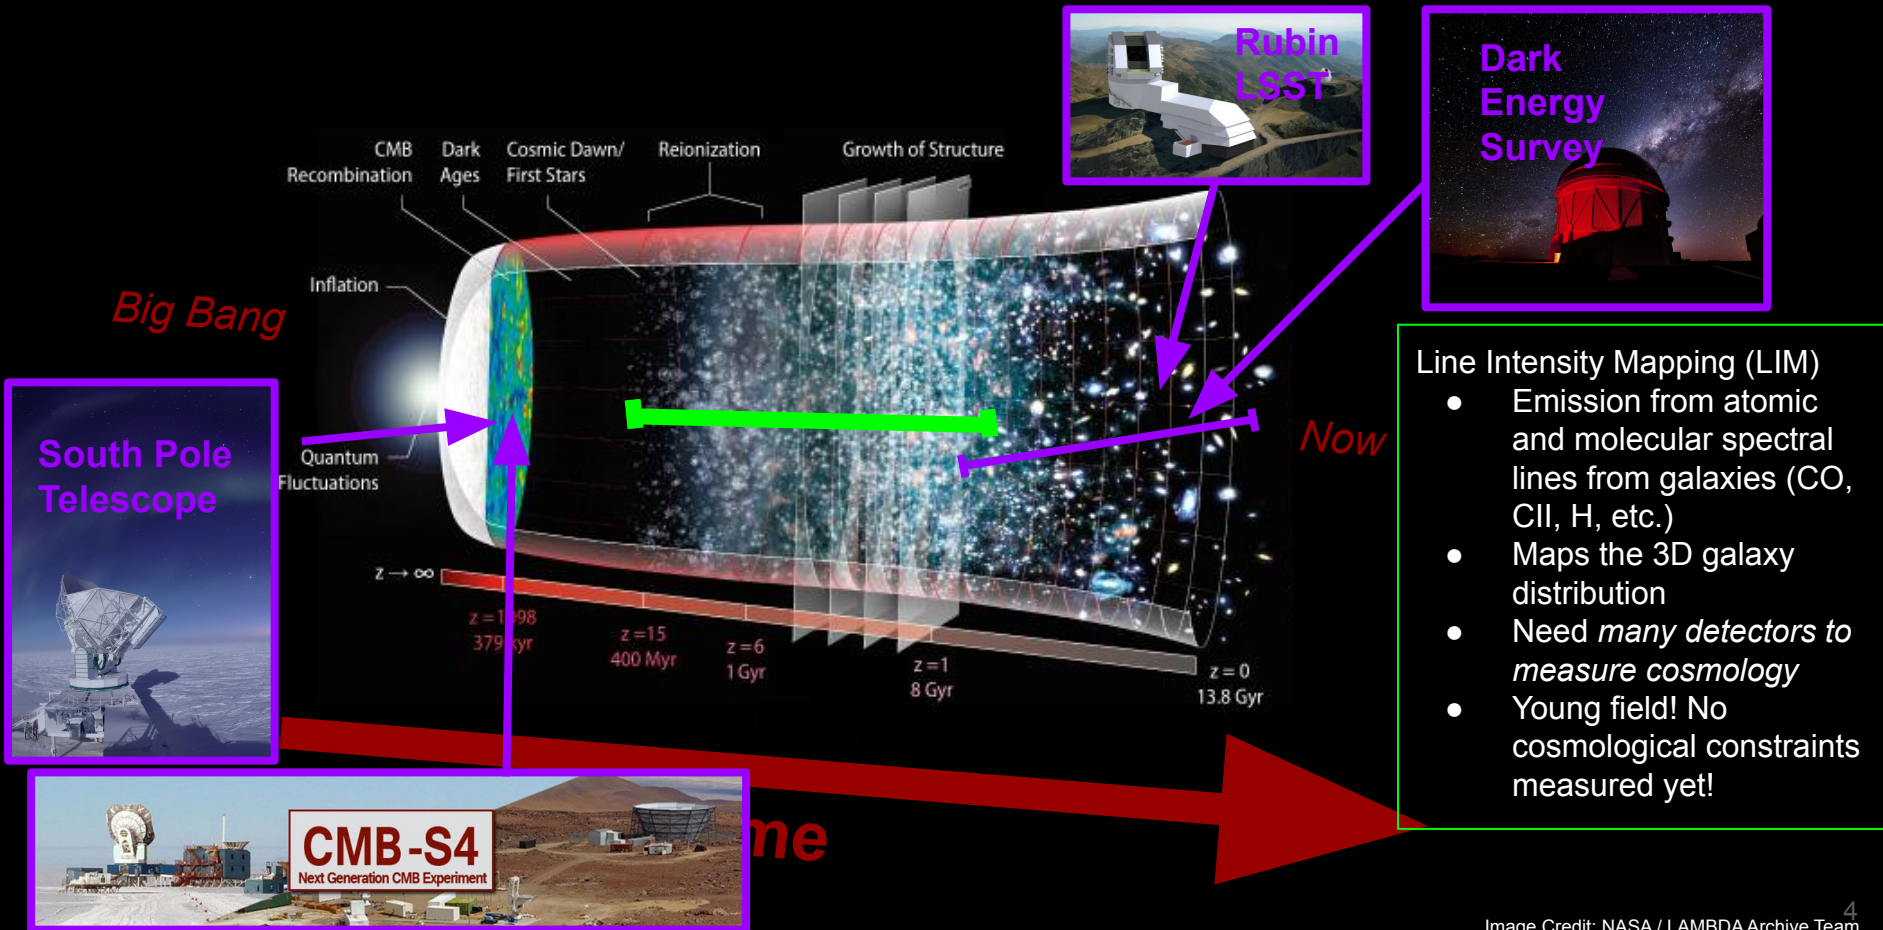 Rubin
LSST
Dark
Energy
Survey
CMB
Recombination
Dark
Ages
Cosmic Dawn/
First Stars
Reionization
Growth of Structure
Inflation
Big Bang
South Pole
Telescope
Quantum
Fluctuations
Now
z → ∞
379
z = 15
400 Myr
z = 6
1 Gyr
z = 1
8 Gyr
z = 0
13.8 Gyr
Line Intensity Mapping (LIM)
● Emission from atomic
and molecular spectral
lines from galaxies (CO,
CII, H, etc.)
● Maps the 3D galaxy
distribution
● Need many detectors to
measure cosmology
● Young field! No
cosmological constraints
measured yet!
CMB-S4
Next Generation CMB Experiment
me
4
Image Credit: NASA / LAMBDA Archive Team